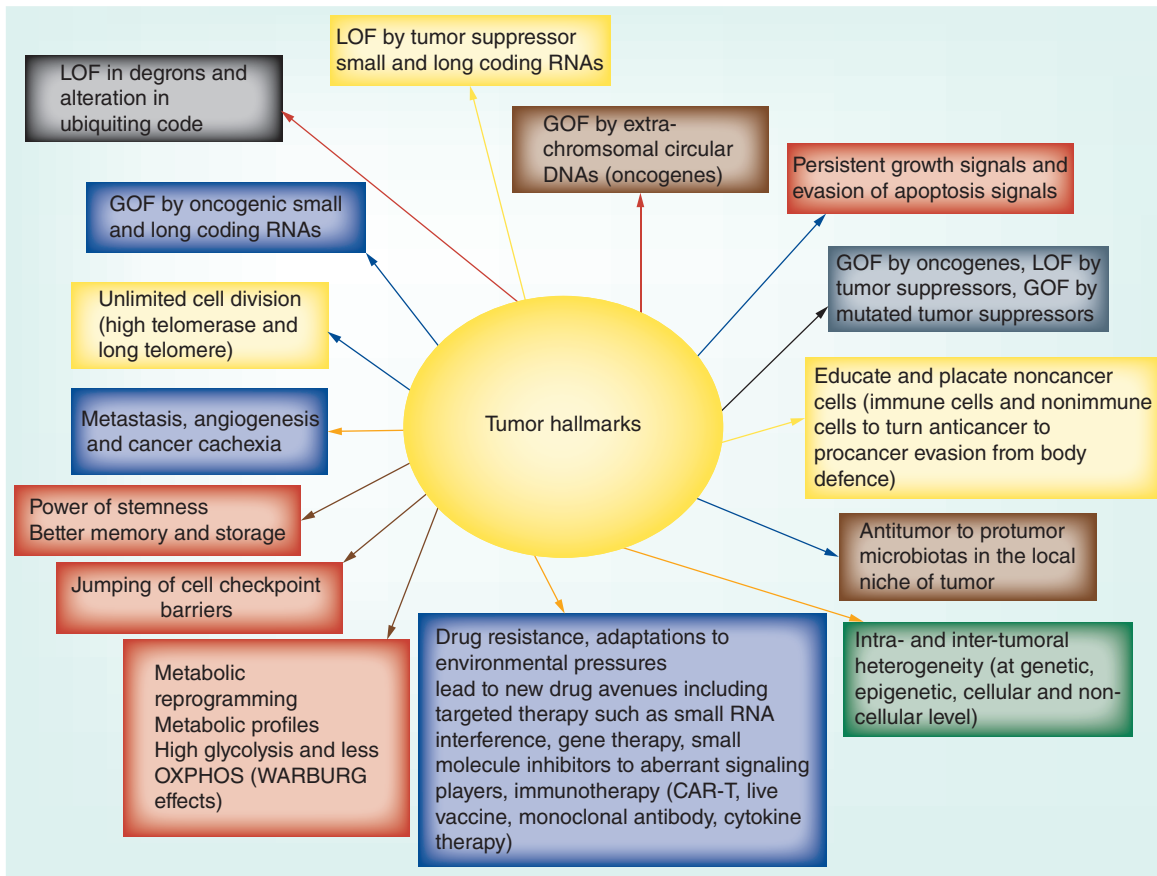 LOF by tumor suppressor
small and long coding RNAs
LOF in degrons and
alteration in
ubiquiting code
GOF by extra-
chromsomal circular
DNAs (oncogenes)
Persistent growth signals and
evasion of apoptosis signals
GOF by oncogenic small
and long coding RNAs
GOF by oncogenes, LOF by
tumor suppressors, GOF by
mutated tumor suppressors
Unlimited cell division
(high telomerase and
long telomere)
Educate and placate noncancer
cells (immune cells and nonimmune
cells to turn anticancer to
procancer evasion from body
defence)
Metastasis, angiogenesis
and cancer cachexia
Tumor hallmarks
Power of stemness
Better memory and storage
Antitumor to protumor
microbiotas in the local
niche of tumor
Jumping of cell checkpoint
barriers
Intra- and inter-tumoral
heterogeneity (at genetic,
epigenetic, cellular and non-
cellular level)
Metabolic
reprogramming
Metabolic profiles
High glycolysis and less
OXPHOS (WARBURG
effects)
Drug resistance, adaptations to
environmental pressures
lead to new drug avenues including
targeted therapy such as small RNA
interference, gene therapy, small
molecule inhibitors to aberrant signaling
players, immunotherapy (CAR-T, live
vaccine, monoclonal antibody, cytokine
therapy)